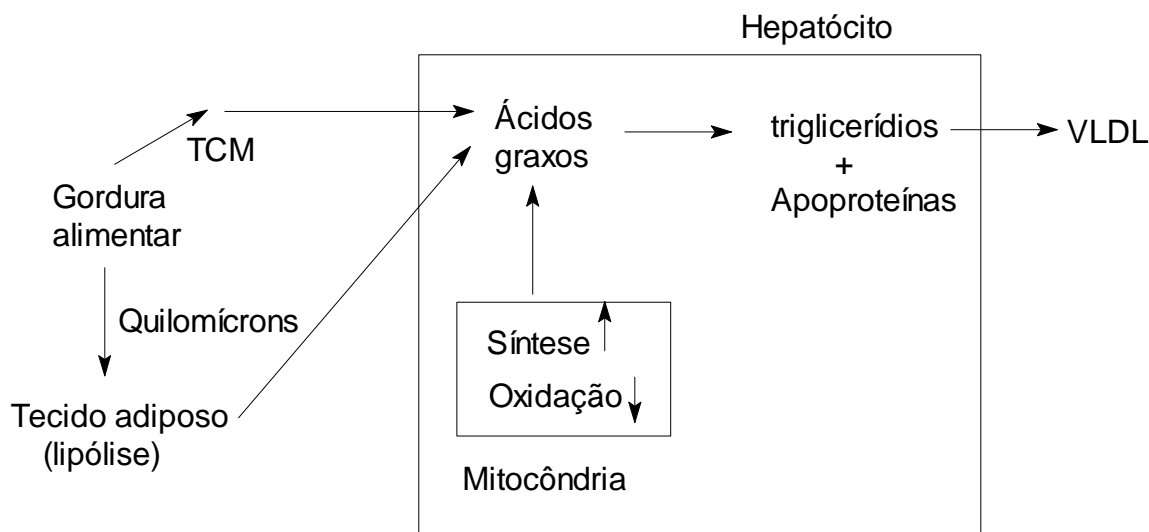 Hepatócito
Ácidos
graxos
triglicerídios
+
Apoproteínas
VLDL
TCM
Gordura
alimentar
Quilomícrons
Síntese
Oxidação
Tecido adiposo
(lipólise)
Mitocôndria